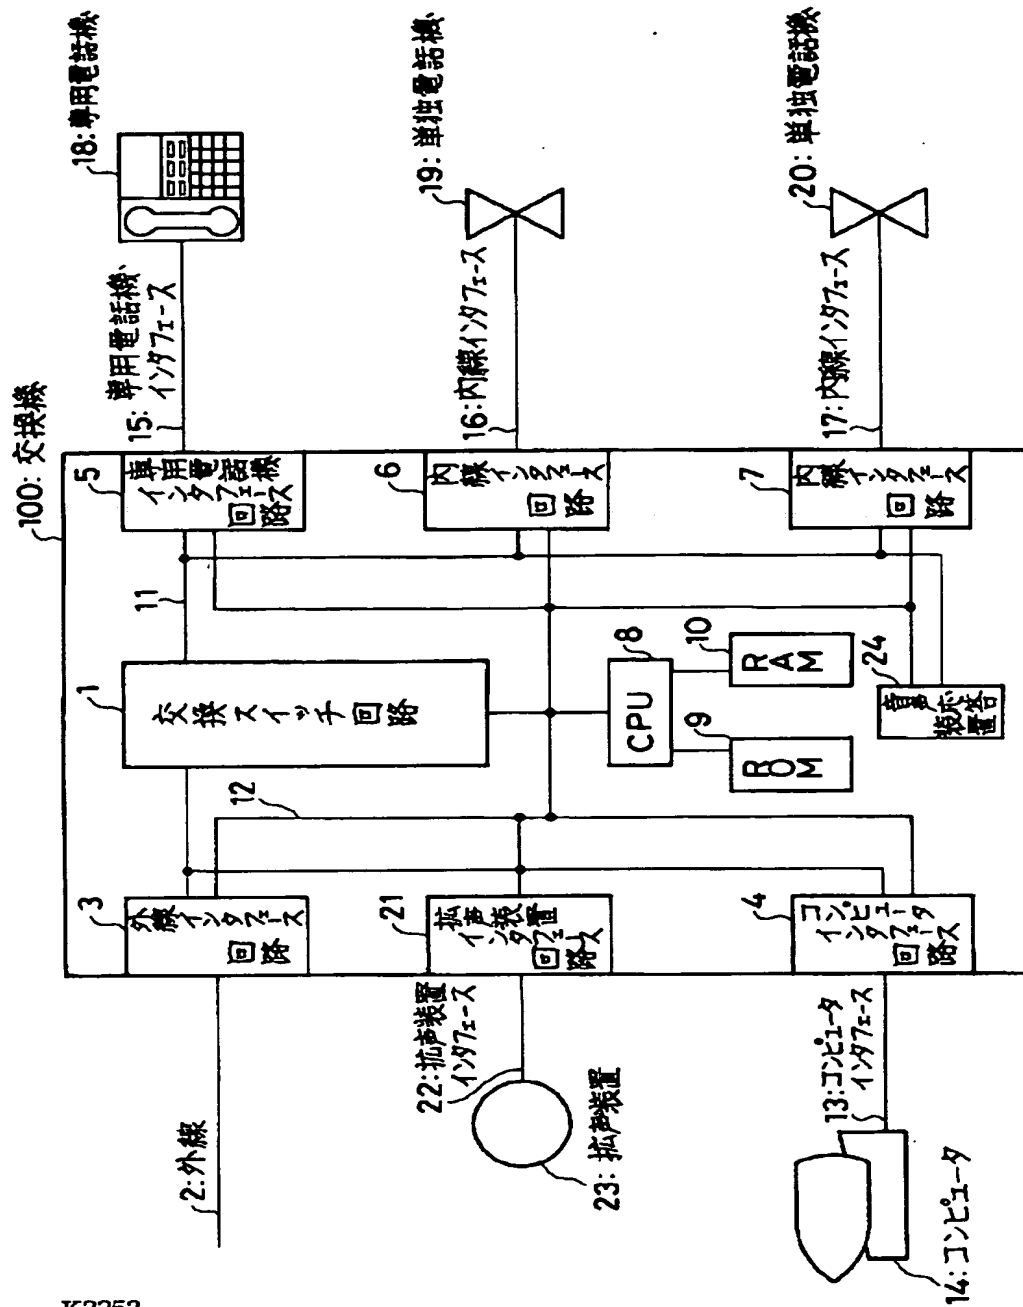 100: 交換機
2:外線
3
外線
インタフェース
回路
12
1
交換スイッチ回路
11
5
専用電話機
インタフェース
回路
15: 専用電話機
インタフェース
18:専用電話機
22:拡声装置
インタフェース
23: 拡声装置
21
拡声装置
インタフェース
回路
8
CPU
9
ROM
10
RAM
6
内線
インタフェース
回路
16:内線インタフェース
19: 単独電話機
13:コンピュータ
インタフェース
14:コンピュータ
4
コンピュータ
インタフェース
回路
24
音声応答
装置
7
内線
インタフェース
回路
17:内線インタフェース
20: 単独電話機